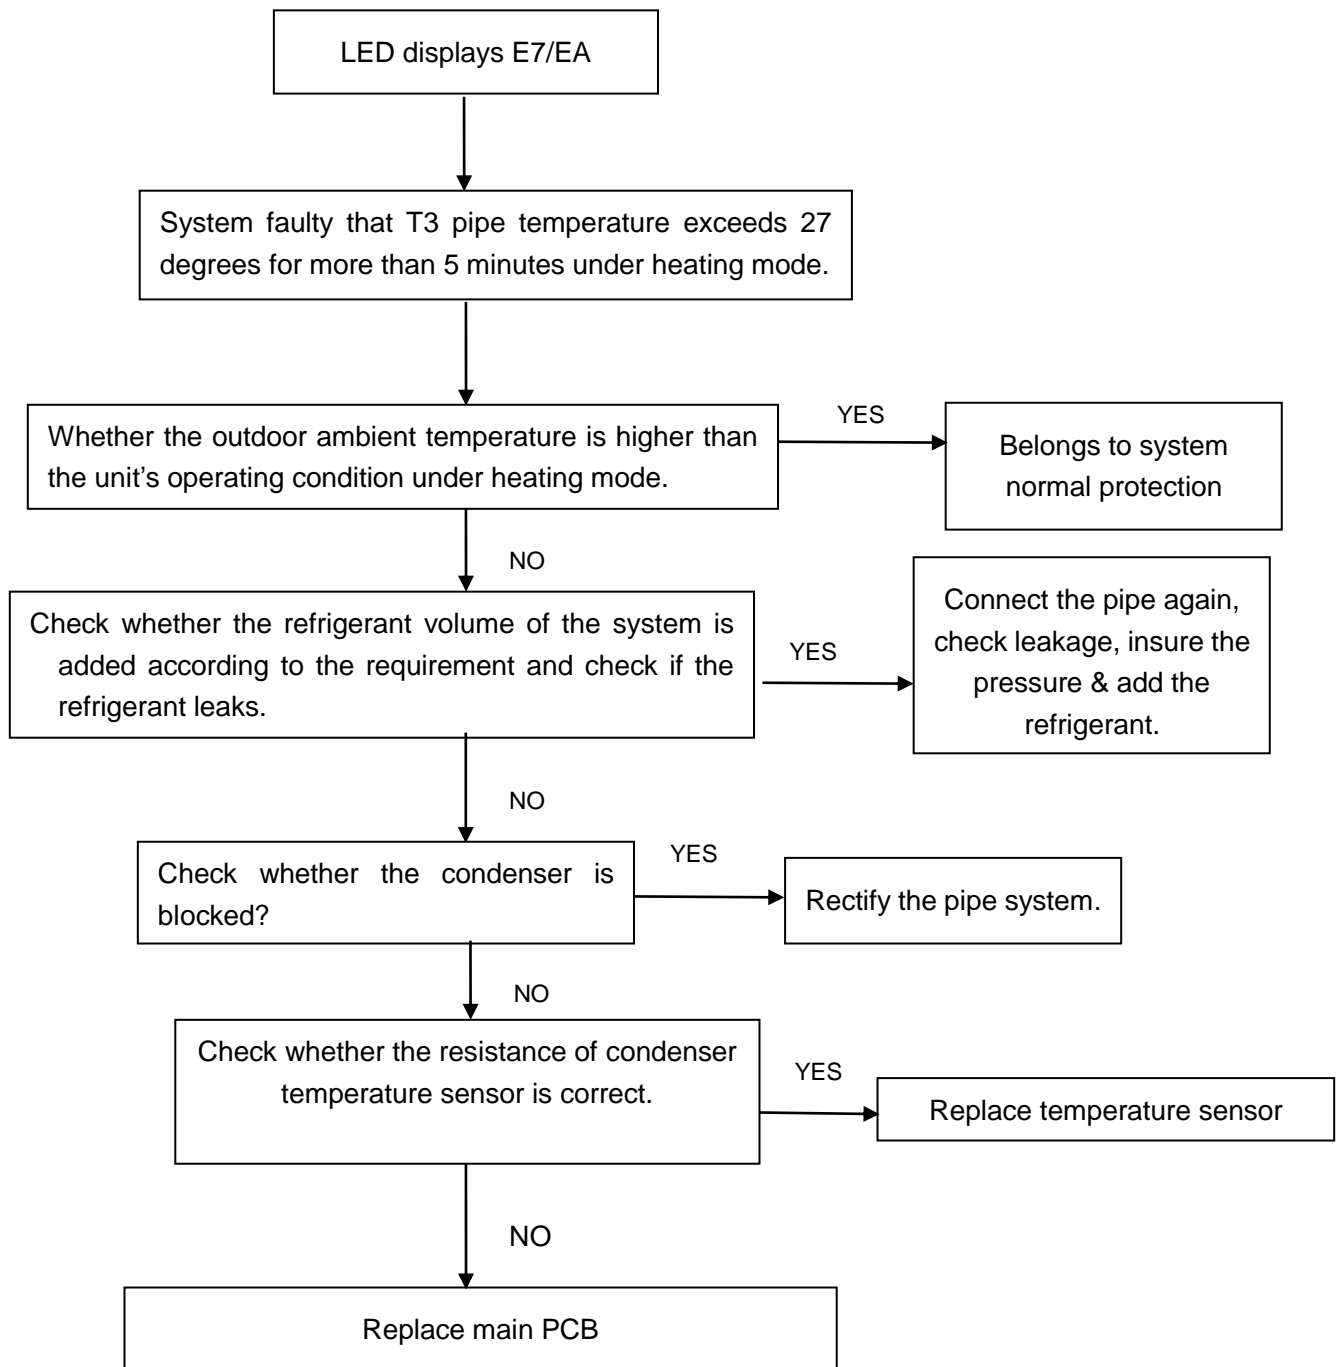 LED displays E7/EA
System faulty that T3 pipe temperature exceeds 27
degrees for more than 5 minutes under heating mode.
Whether the outdoor ambient temperature is higher than
the unit’s operating condition under heating mode.
YES
Belongs to system
normal protection
NO
Check whether the refrigerant volume of the system is
added according to the requirement and check if the
refrigerant leaks.
YES
Connect the pipe again,
check leakage, insure the
pressure & add the
refrigerant.
NO
Check whether the condenser is
blocked?
YES
Rectify the pipe system.
NO
Check whether the resistance of condenser
temperature sensor is correct.
YES
Replace temperature sensor
NO
Replace main PCB